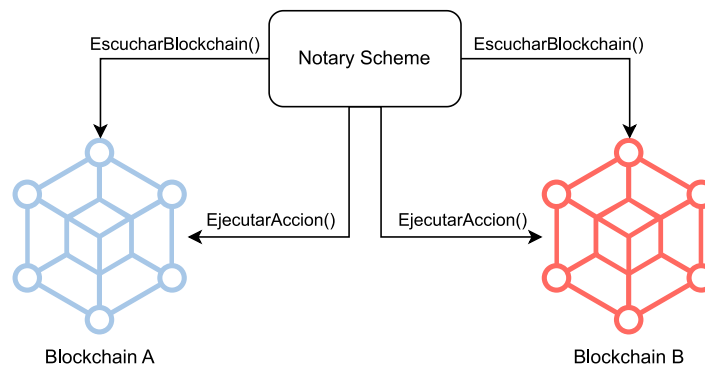 EscucharBlockchain()
Notary Scheme
EscucharBlockchain()
EjecutarAccion()
EjecutarAccion()
Blockchain A
Blockchain B